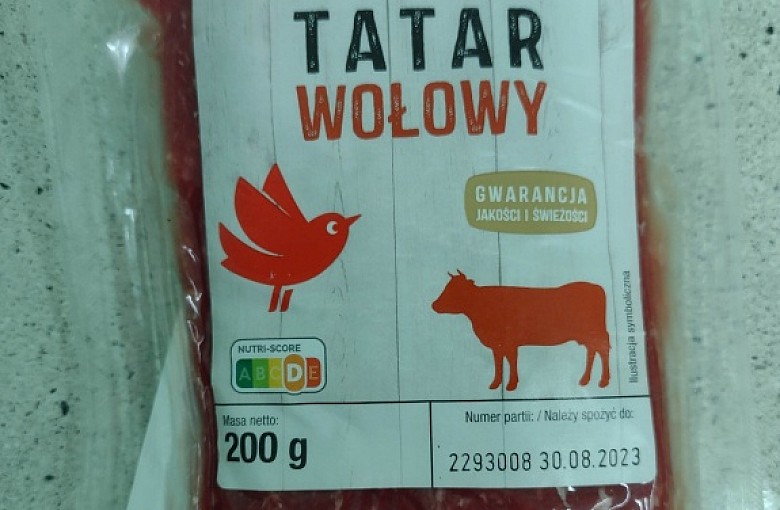 TATAR
WOŁOWY
GWARANCJA
JAKOŚCI I ŚWIEŻOŚCI
Ilustracja symboliczna
NUTRI-SCORE
ABCDE
Masa netto:
200 g
Numer partii: / Należy spożyć do:
2293008 30.08.2023